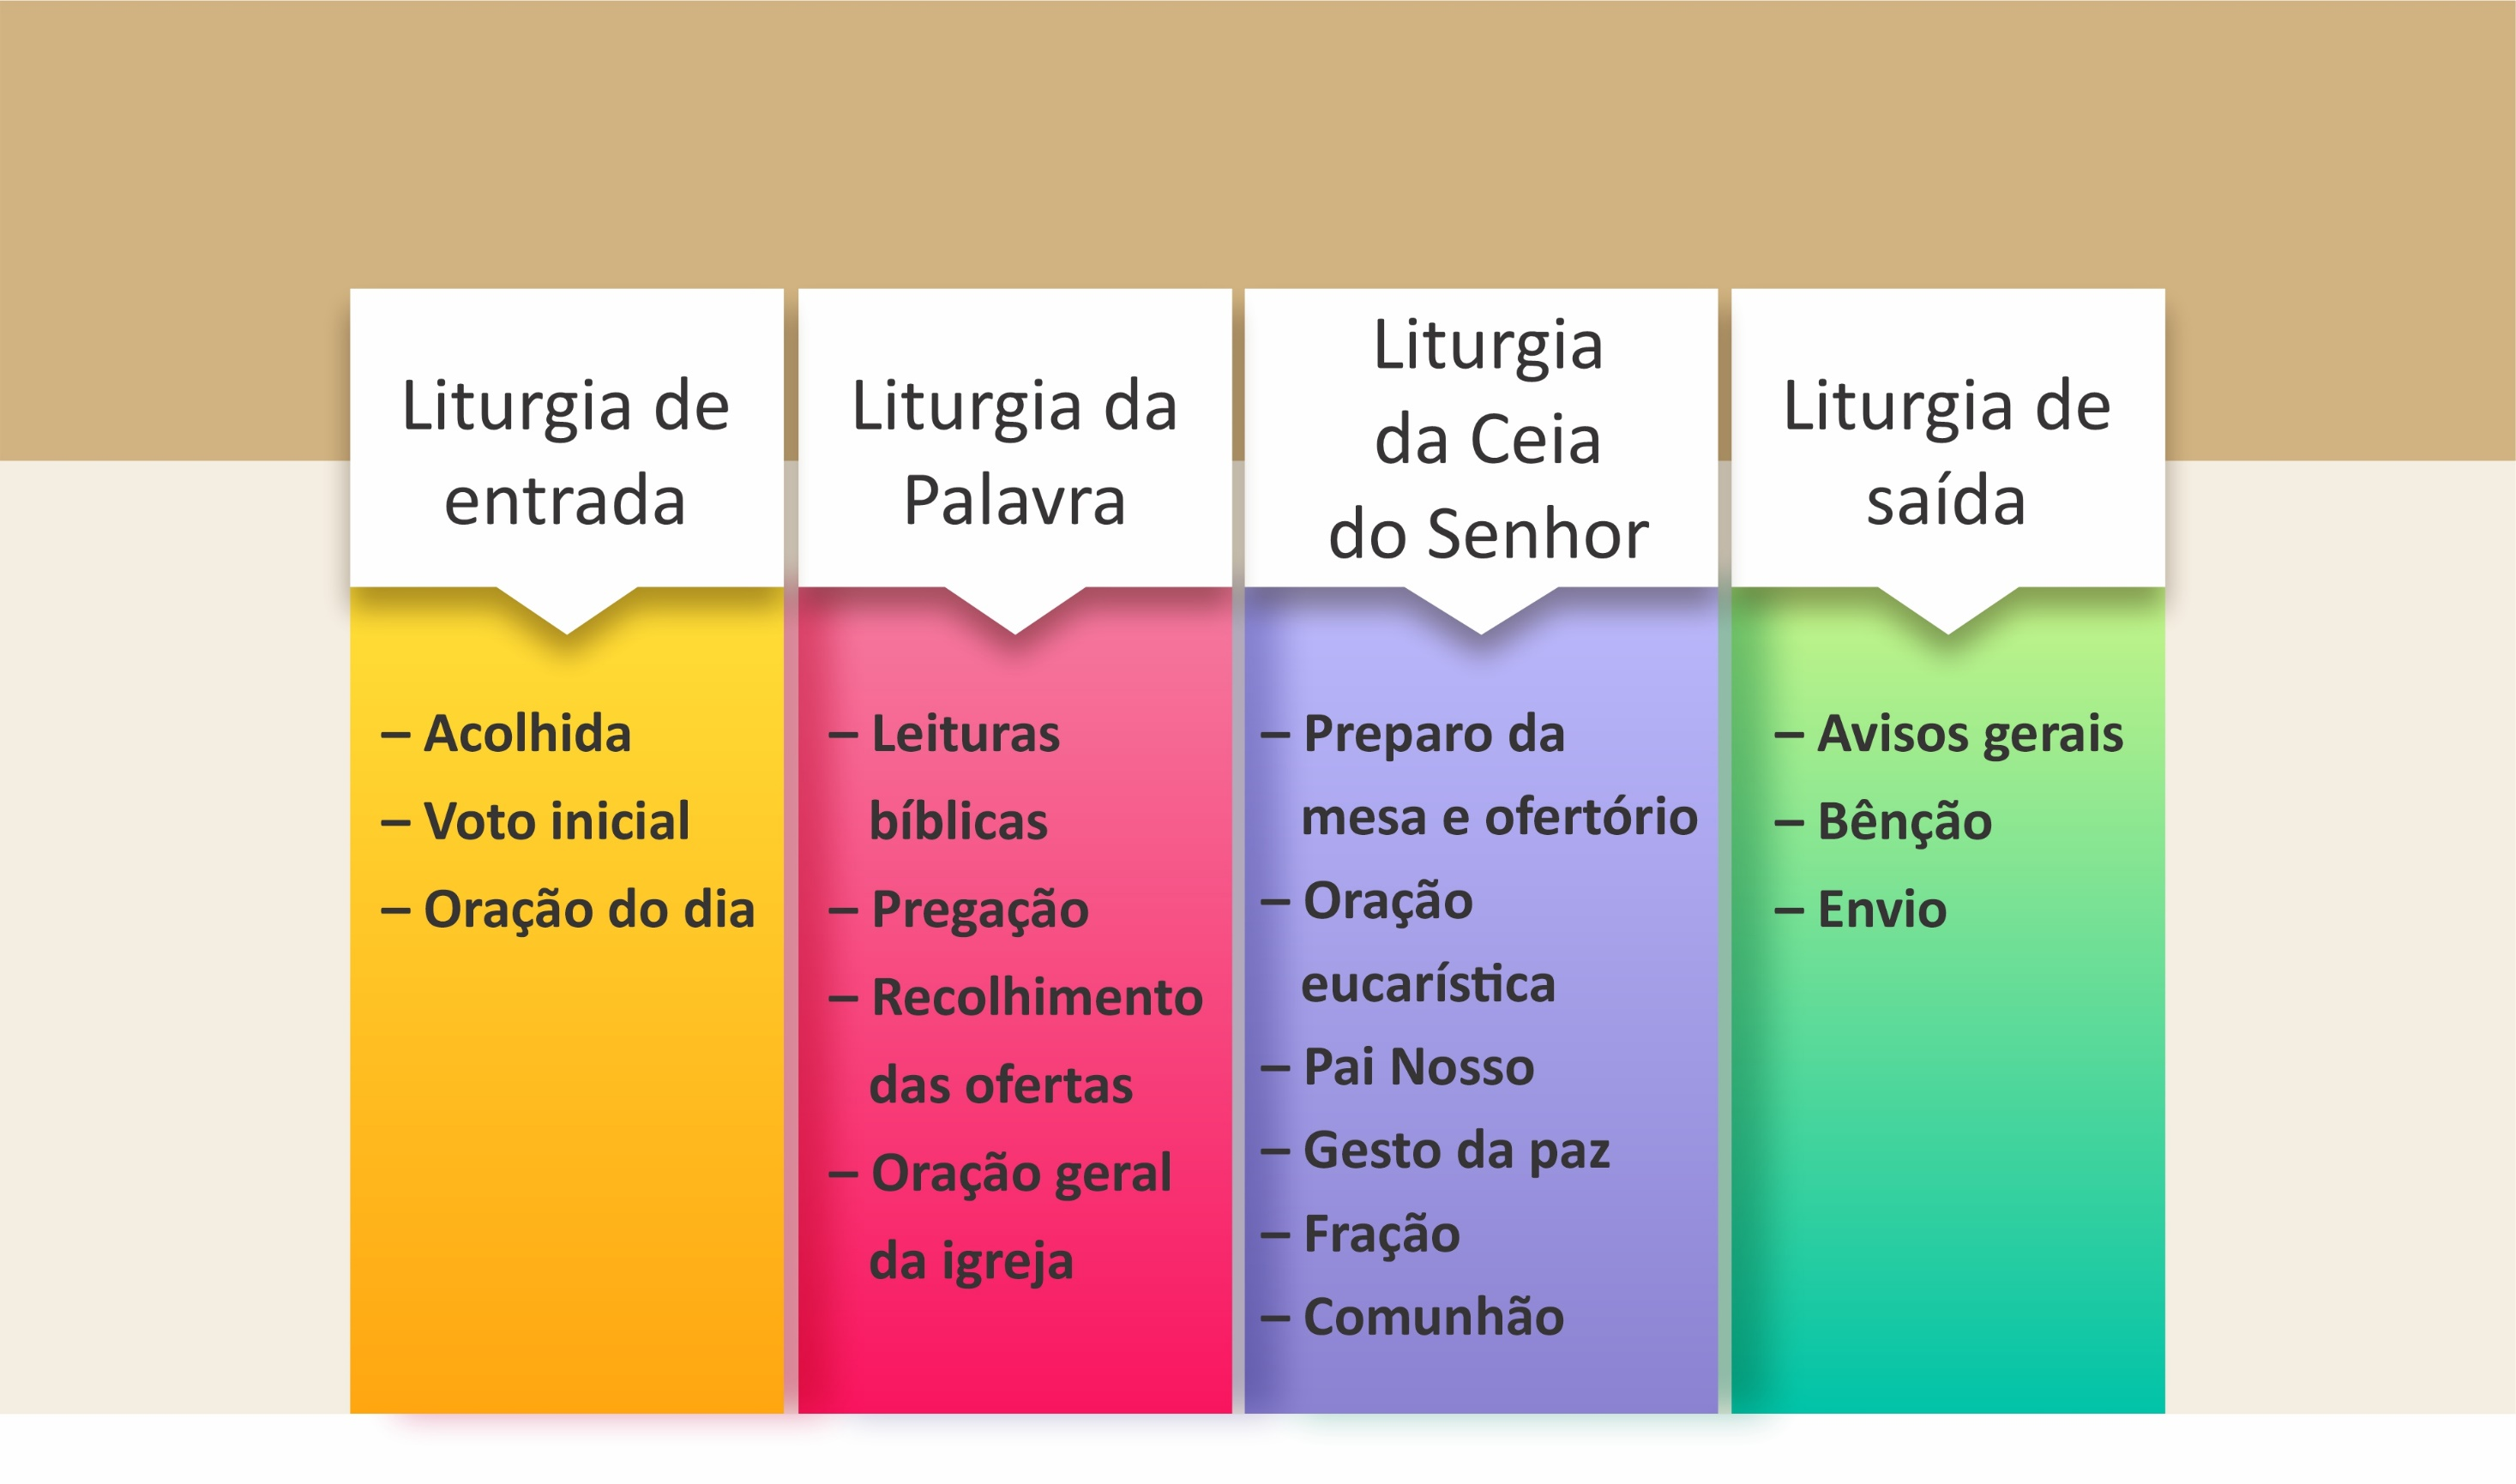 Liturgia de
entrada
– Acolhida
– Voto inicial
– Oração do dia
Liturgia da
Palavra
– Leituras
bíblicas
– Pregação
– Recolhimento
das ofertas
– Oração geral
da igreja
Liturgia
da Ceia
do Senhor
– Preparo da
mesa e ofertório
– Oração
eucarística
– Pai Nosso
– Gesto da paz
– Fração
– Comunhão
Liturgia de
saída
– Avisos gerais
– Bênção
– Envio